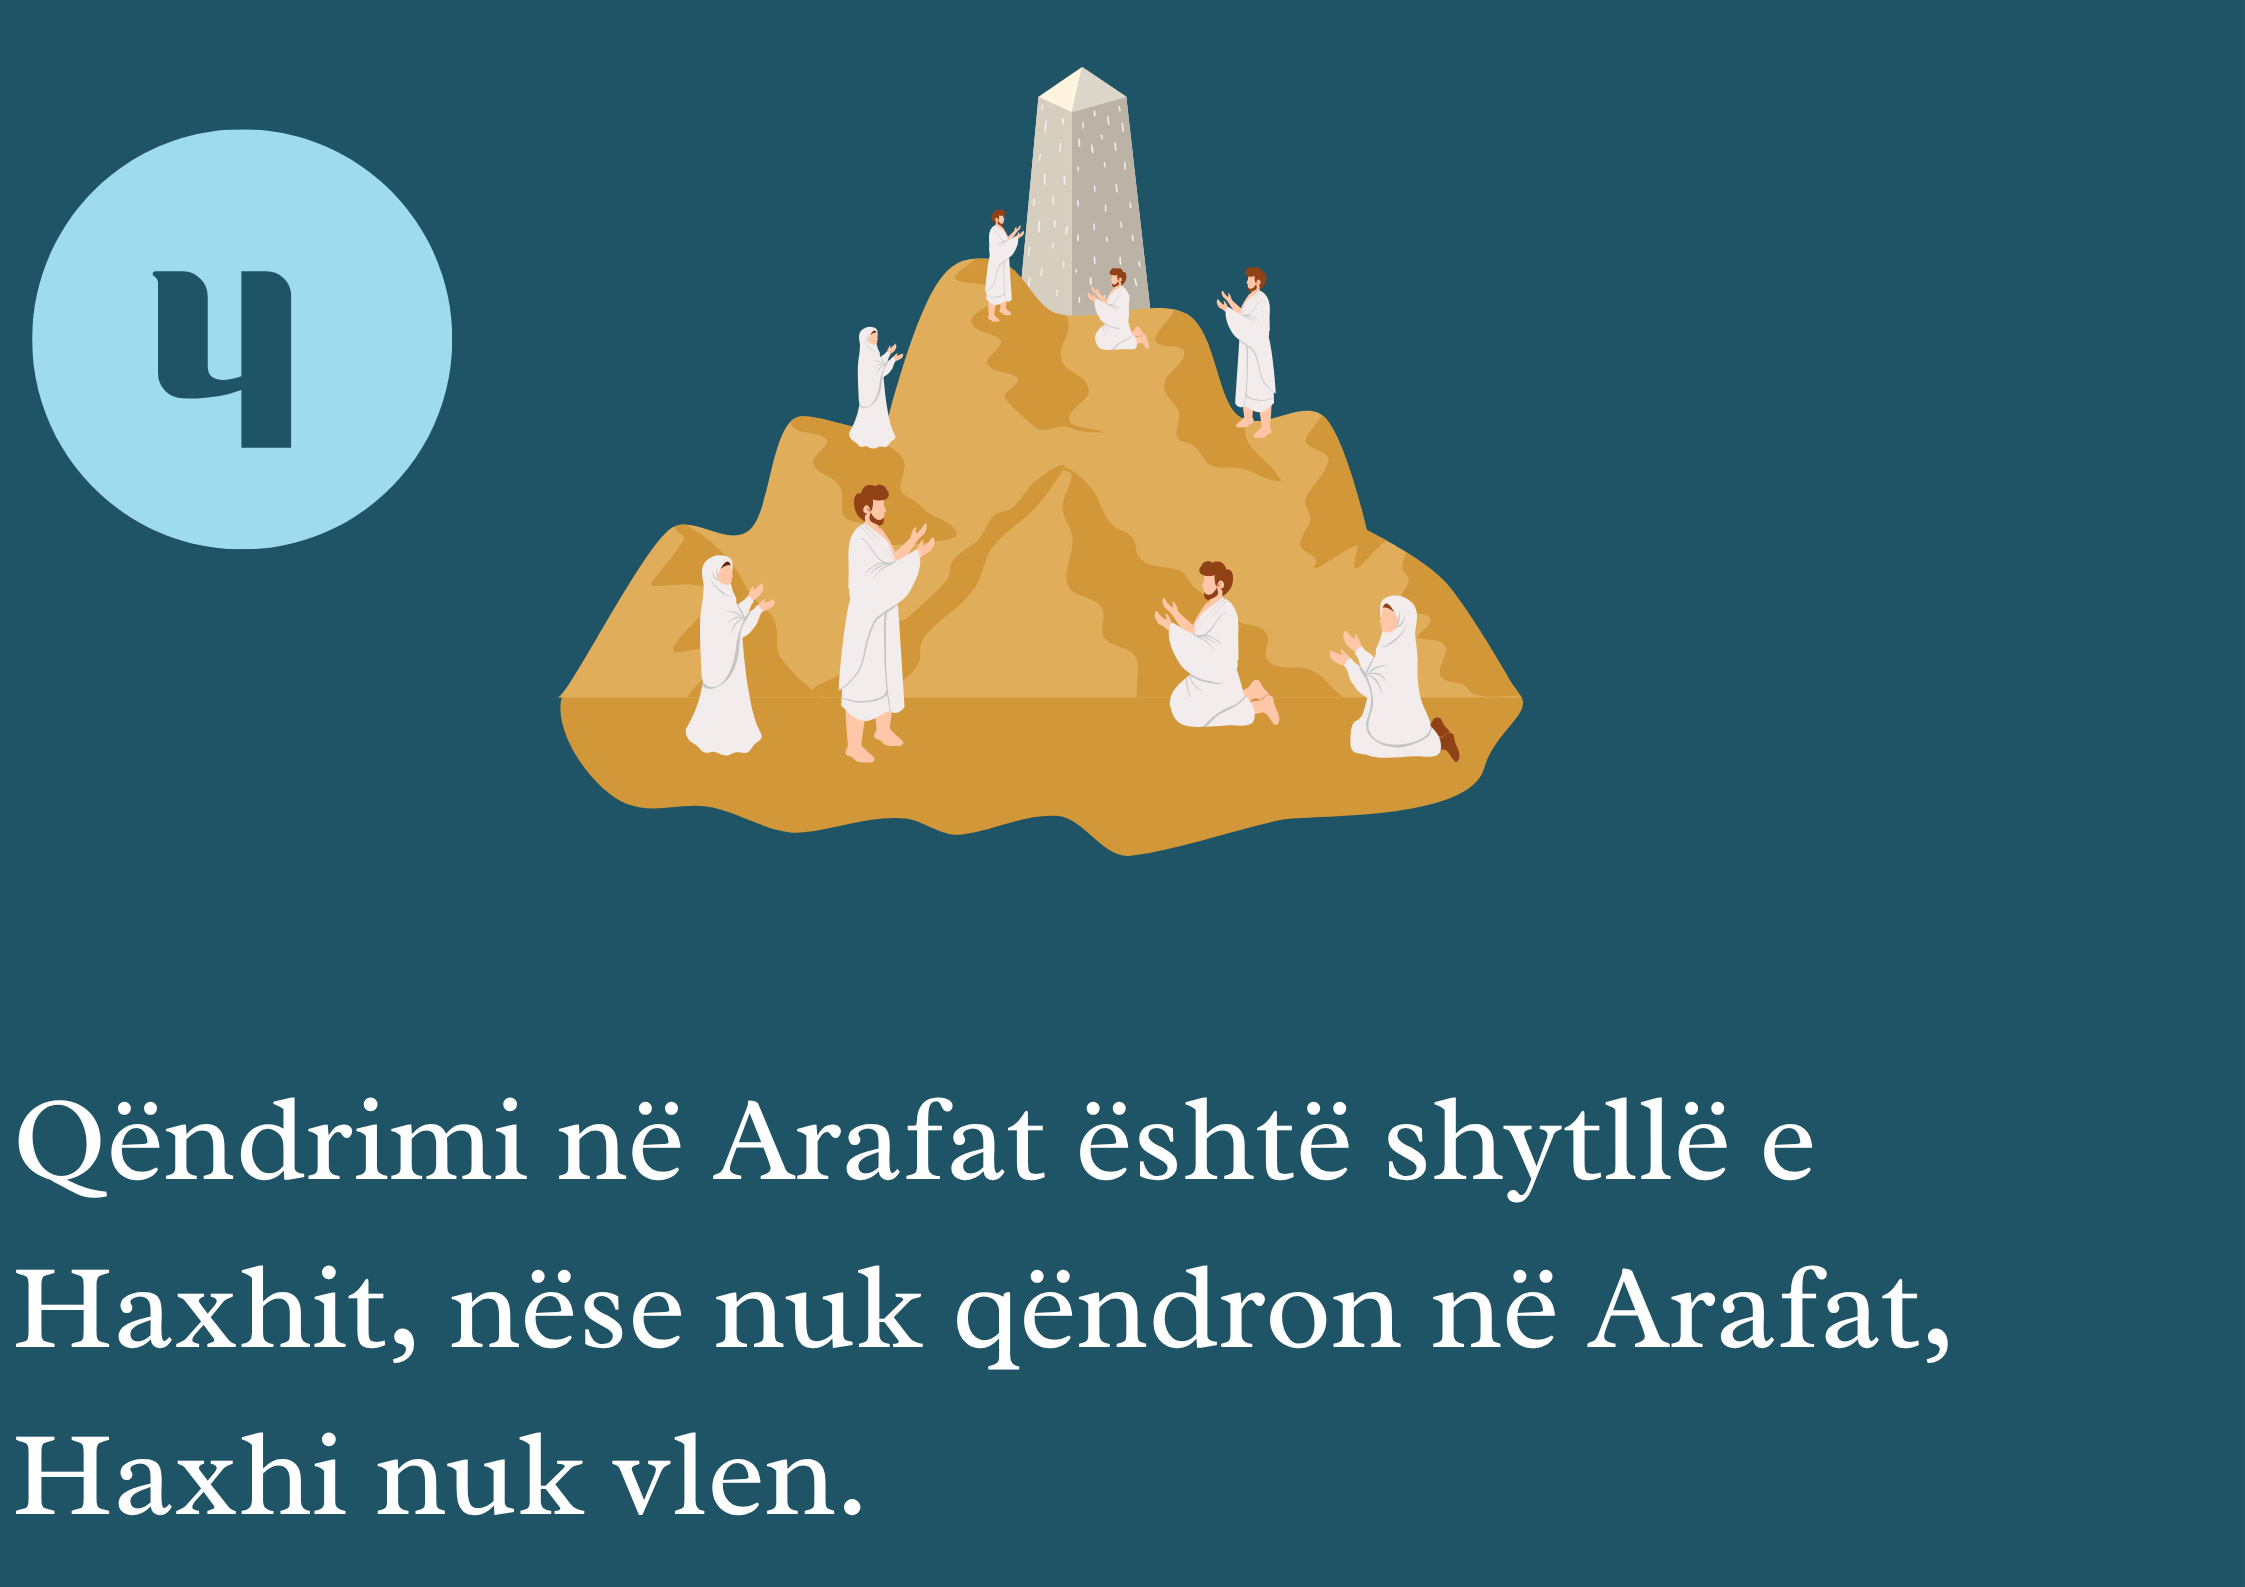 4
Qëndrimi në Arafat është shytllë e
Haxhit, nëse nuk qëndron në Arafat,
Haxhi nuk vlen.